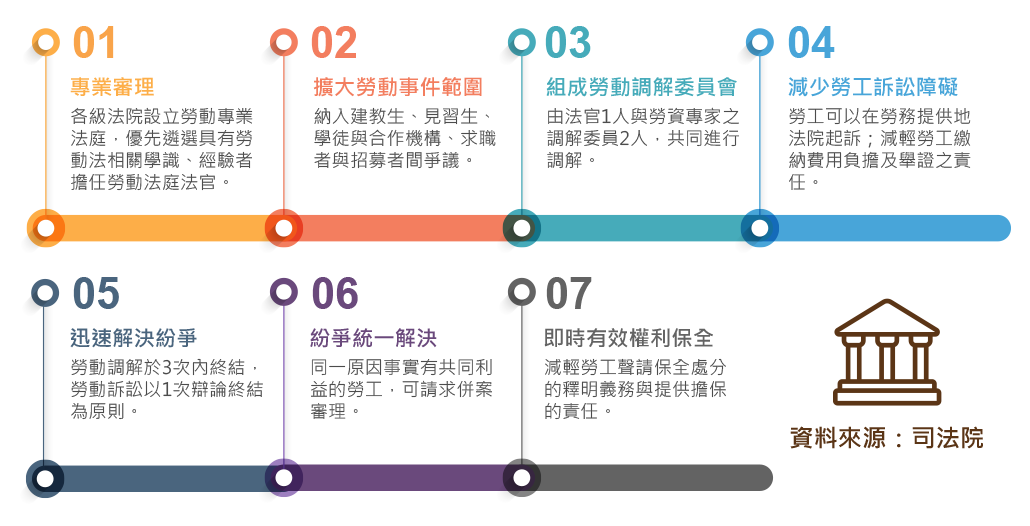 01
專業審理
各級法院設立勞動專業
法庭，優先遴選具有勞
動法相關學識、經驗者
擔任勞動法庭法官。
02
擴大勞動事件範圍
納入建教生、見習生、
學徒與合作機構、求職
者與招募者間爭議。
03
組成勞動調解委員會
由法官1人與勞資專家之
調解委員2人，共同進行
調解。
04
減少勞工訴訟障礙
勞工可以在勞務提供地
法院起訴；減輕勞工繳
納費用負擔及舉證之責
任。
05
迅速解決紛爭
勞動調解於3次內終結，
勞動訴訟以1次辯論終結
為原則。
06
紛爭統一解決
同一原因事實有共同利
益的勞工，可請求併案
審理。
07
即時有效權利保全
減輕勞工聲請保全處分
的釋明義務與提供擔保
的責任。
資料來源：司法院